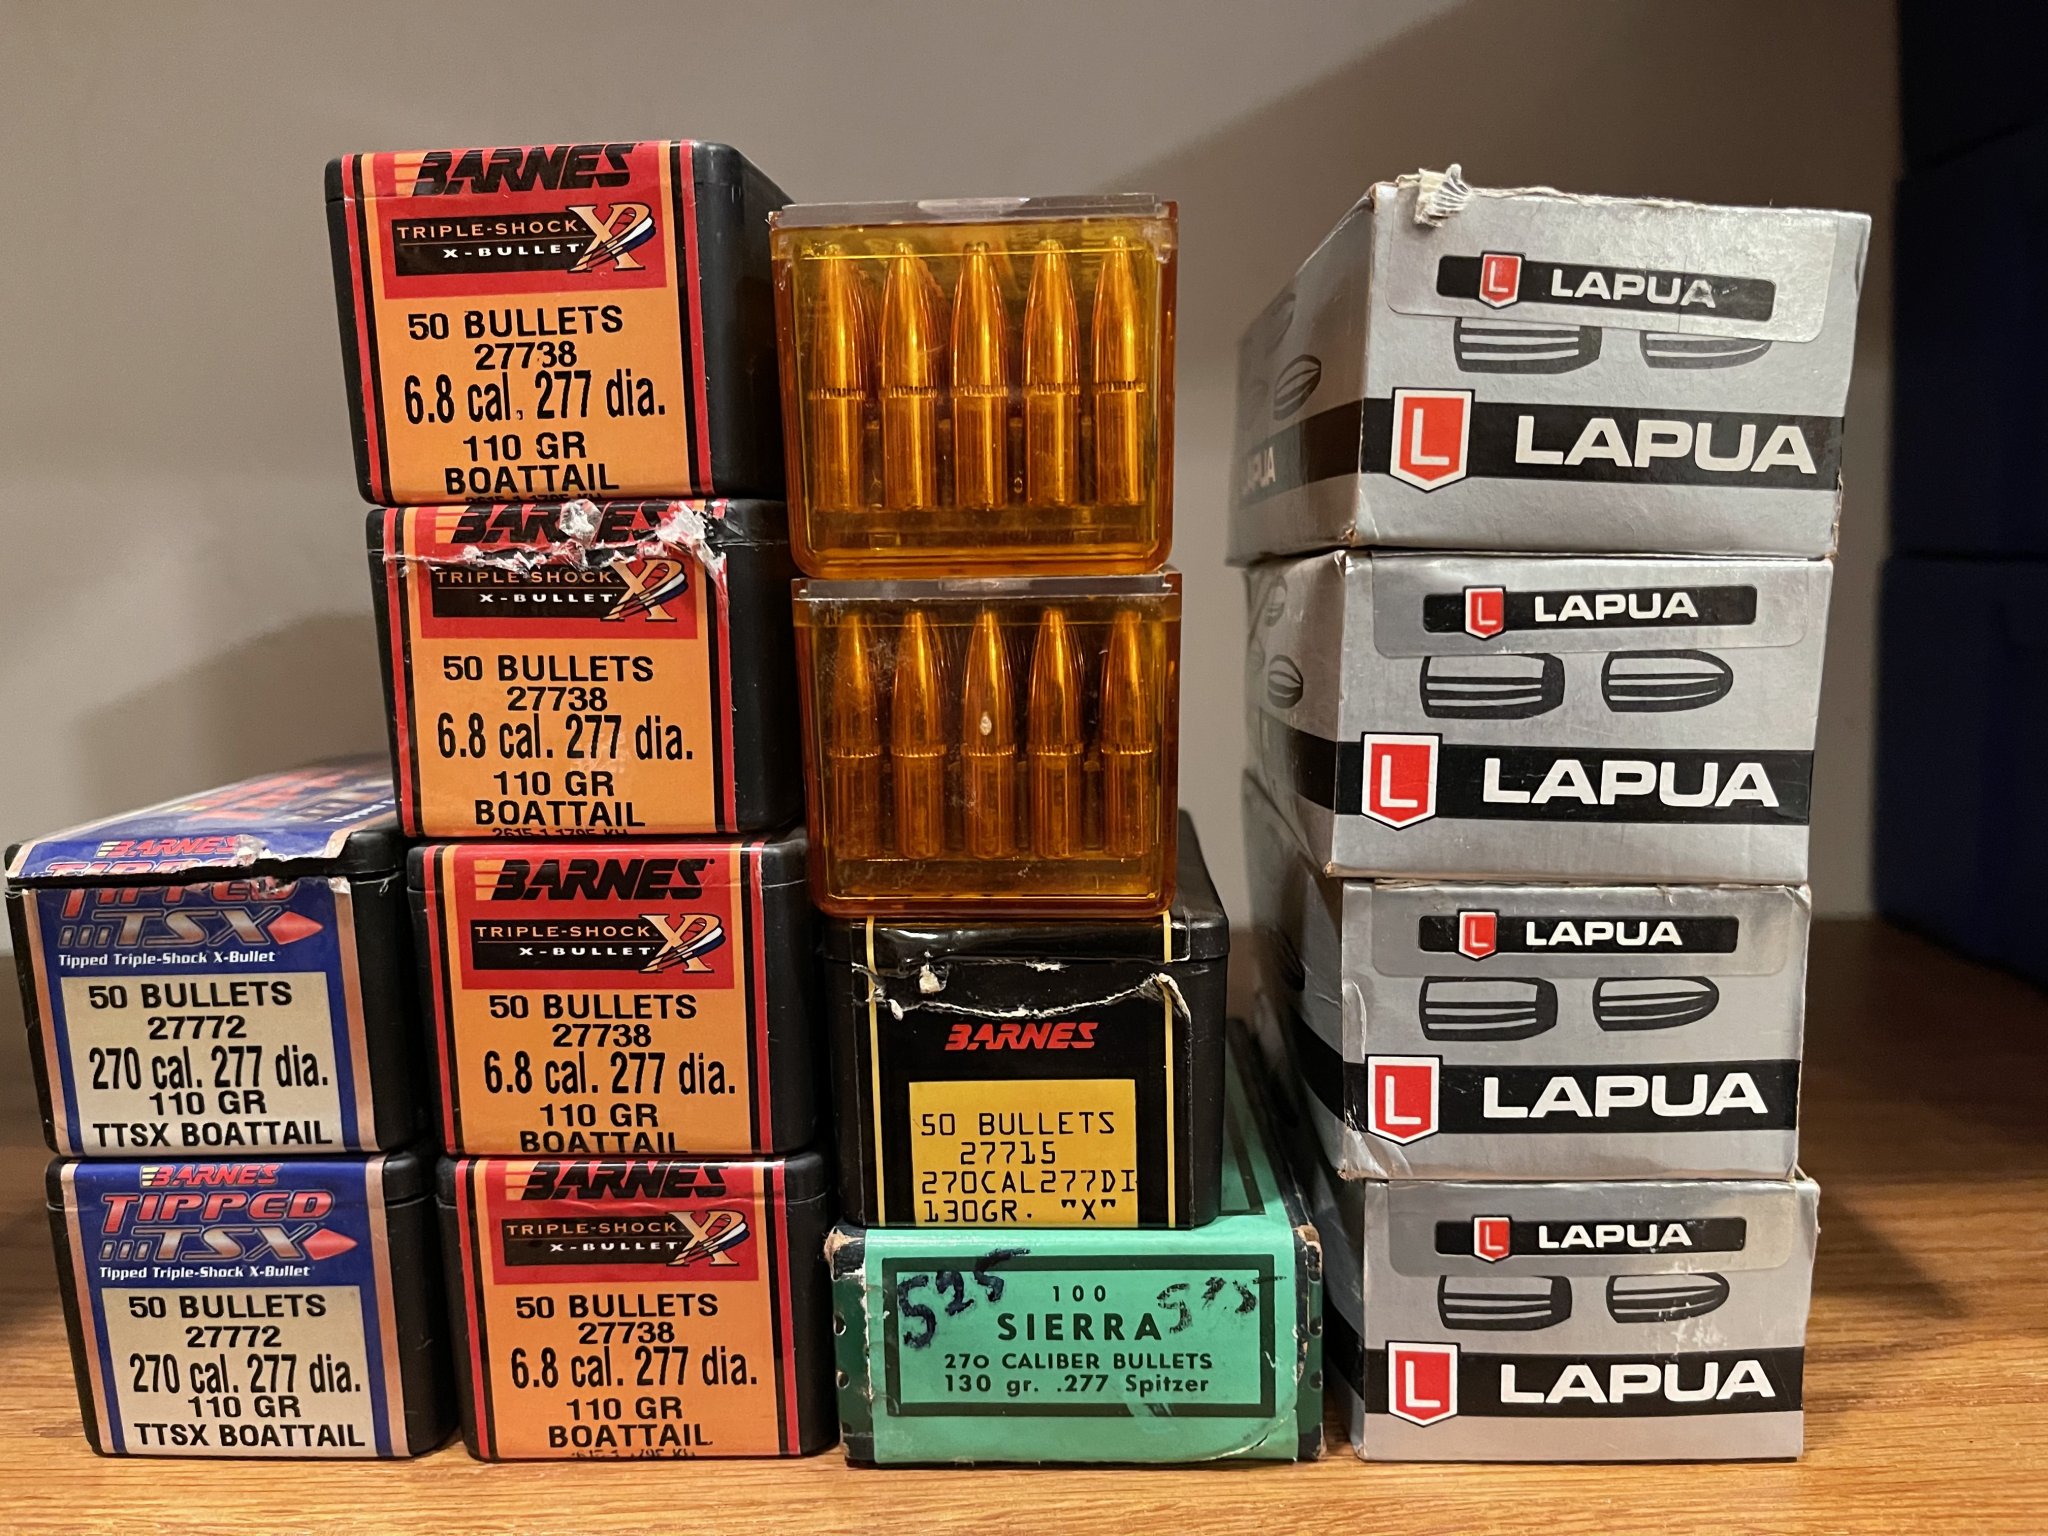 BARNES
TRIPLE-SHOCK X
X-BULLET
50 BULLETS
27738
6.8 cal. 277 dia.
110 GR
BOATTAIL
BARNES
TRIPLE-SHOCK X
X-BULLET
50 BULLETS
27738
6.8 cal. 277 dia.
110 GR
BOATTAIL
BARNES
TRIPLE-SHOCK X
X-BULLET
50 BULLETS
27738
6.8 cal. 277 dia.
110 GR
BOATTAIL
BARNES
TRIPLE-SHOCK X
X-BULLET
50 BULLETS
27738
6.8 cal. 277 dia.
110 GR
BOATTAIL
BARNES
TIPPED
TSX
Tipped Triple-Shock X-Bullet
50 BULLETS
27772
270 cal. 277 dia.
110 GR
TTSX BOATTAIL
BARNES
TIPPED
TSX
Tipped Triple-Shock X-Bullet
50 BULLETS
27772
270 cal. 277 dia.
110 GR
TTSX BOATTAIL
BARNES
50 BULLETS
27715
270CAL277DI
130GR. "X"
525
100
SIERRA
270 CALIBER BULLETS
130 gr. .277 Spitzer
L LAPUA
L LAPUA
LAPUA
L LAPUA
L LAPUA
L LAPUA
L LAPUA
L LAPUA
L LAPUA